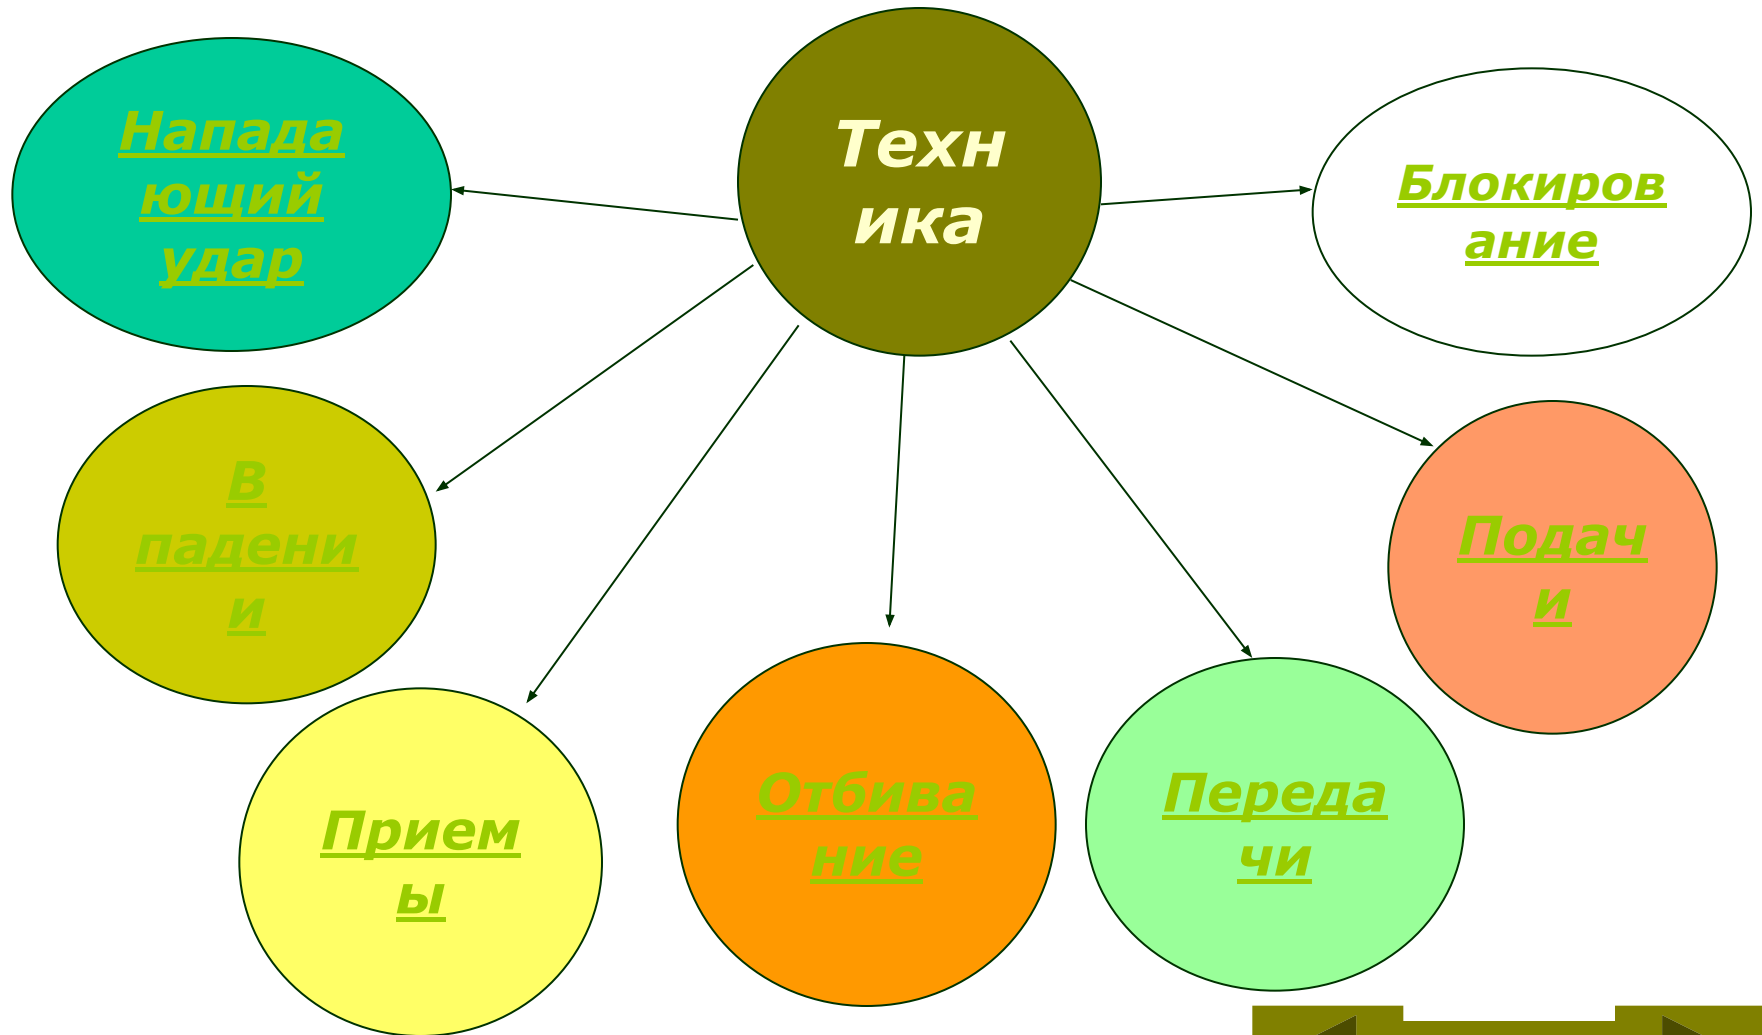 Техн
ика
Напада
ющий
удар
Блокиров
ание
В
падени
и
Подач
и
Прием
ы
Отбива
ние
Переда
чи